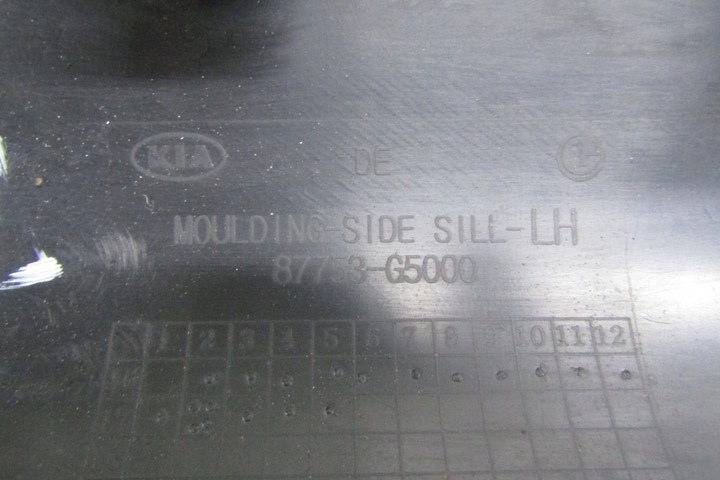 KIA DE
MOULDING-SIDE SILL-LH
87753-G5000
1 2 3 4 5 6 7 8 9 10 11 12
16